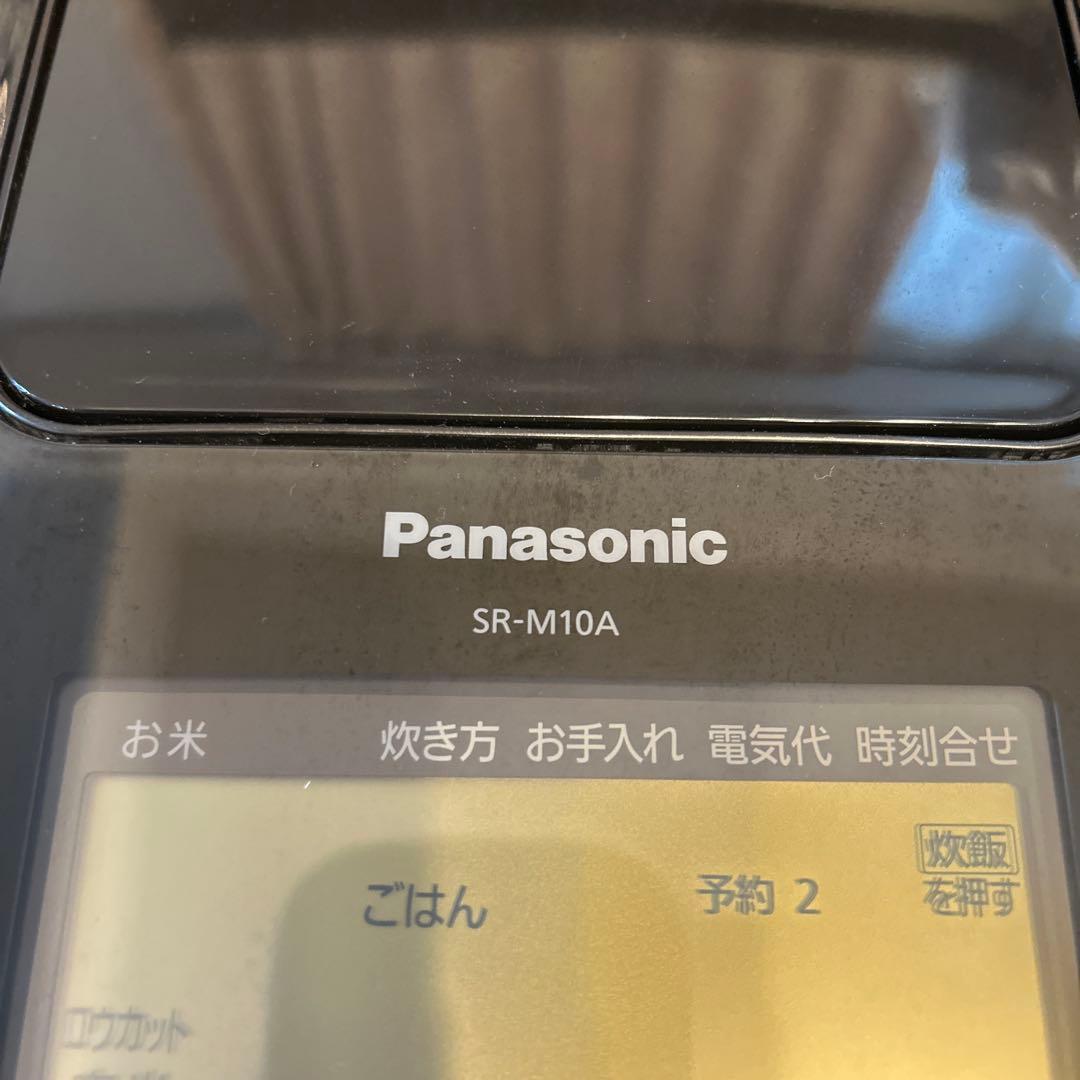 Panasonic
SR-M10A
お米 炊き方 お手入れ 電気代 時刻合せ
炊飯
ごはん 予約 2 を押す